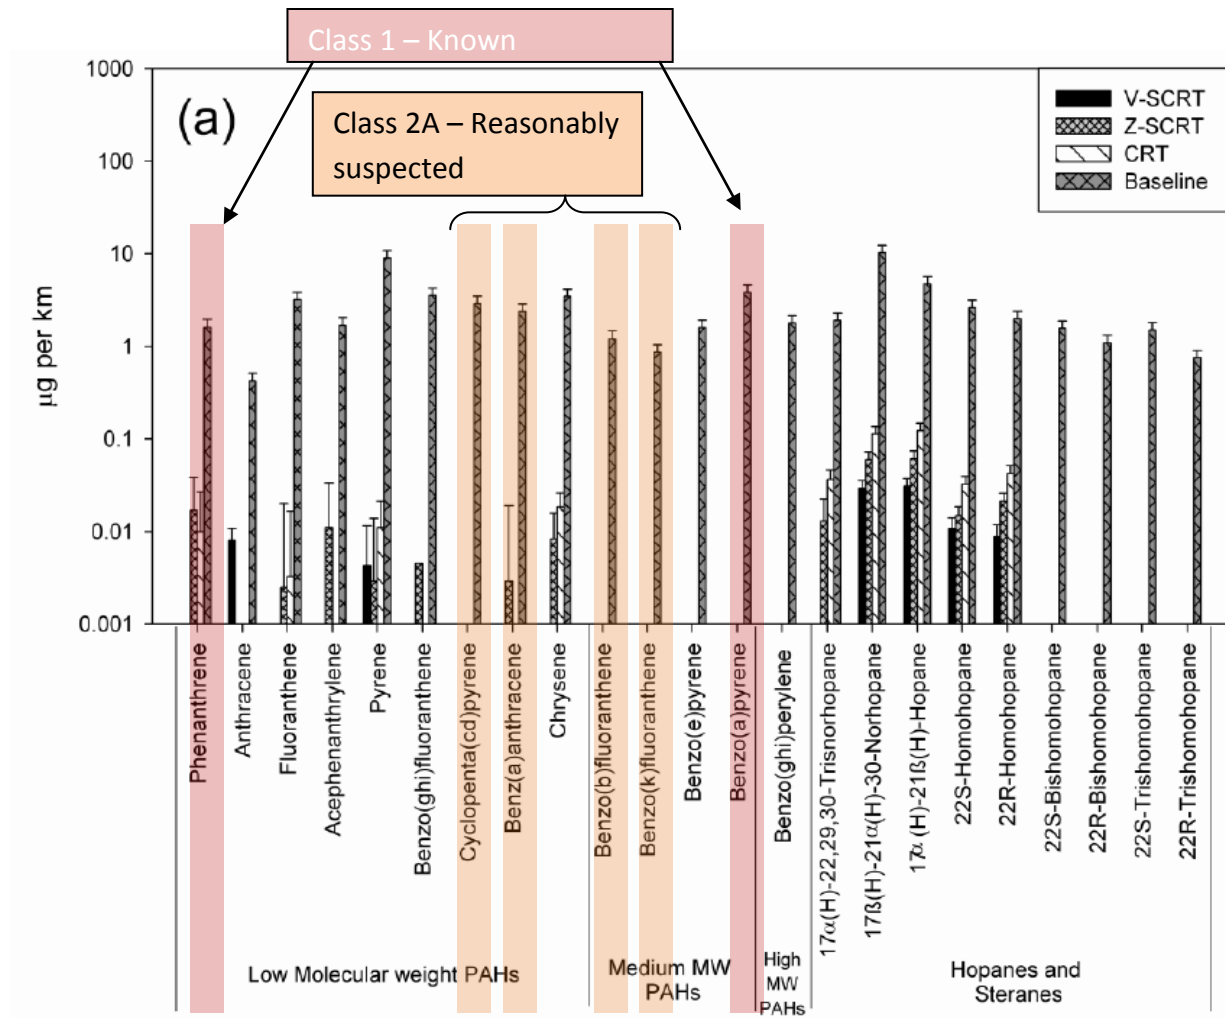 Class 1 – Known
1000
(a)
Class 2A – Reasonably
suspected
V-SCRT
Z-SCRT
CRT
Baseline
100
10
1
0.1
0.01
0.001
µg per km
Phenanthrene
Anthracene
Fluoranthene
Acephenanthrylene
Pyrene
Benzo(ghi)fluoranthene
Cyclopenta(cd)pyrene
Benz(a)anthracene
Chrysene
Benzo(b)fluoranthene
Benzo(k)fluoranthene
Benzo(e)pyrene
Benzo(a)pyrene
Benzo(ghi)perylene
17α(H)-22,29,30-Trisnorhopane
17ß(H)-21α(H)-30-Norhopane
17α (H)-21ß(H)-Hopane
22S-Homohopane
22R-Homohopane
22S-Bishomohopane
22R-Bishomohopane
22S-Trishomohopane
22R-Trishomohopane
Low Molecular weight PAHs
Medium MW
PAHs
High
MW
PAHs
Hopanes and
Steranes